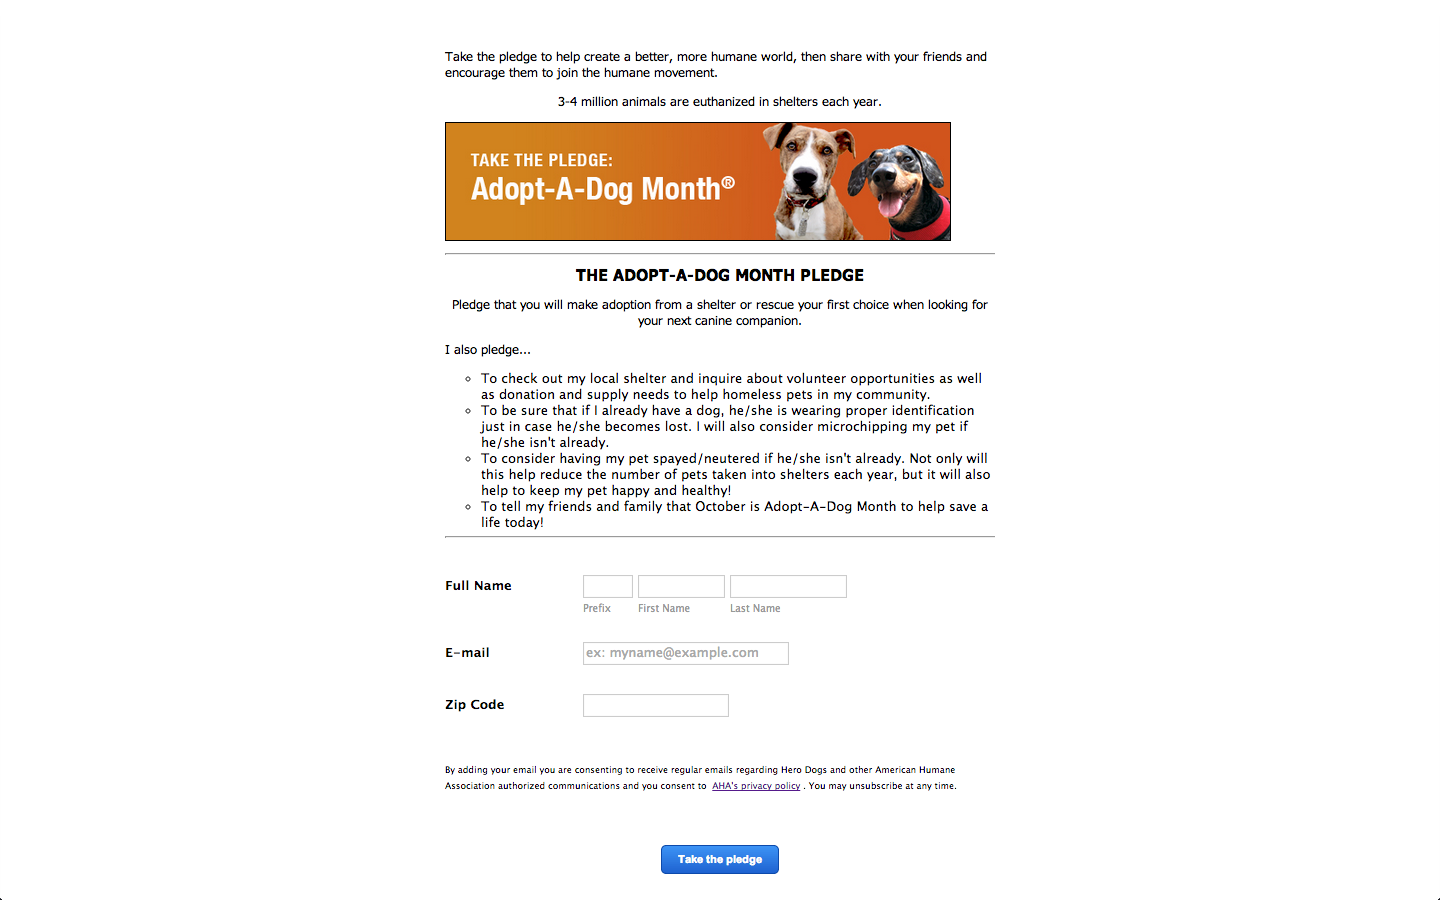 Take the pledge to help create a better, more humane world, then share with your friends and
encourage them to join the humane movement.
3-4 million animals are euthanized in shelters each year.
TAKE THE PLEDGE:
Adopt-A-Dog Month®
THE ADOPT-A-DOG MONTH PLEDGE
Pledge that you will make adoption from a shelter or rescue your first choice when looking for
your next canine companion.
I also pledge...
To check out my local shelter and inquire about volunteer opportunities as well
as donation and supply needs to help homeless pets in my community.
To be sure that if I already have a dog, he/she is wearing proper identification
just in case he/she becomes lost. I will also consider microchipping my pet if
he/she isn't already.
To consider having my pet spayed/neutered if he/she isn't already. Not only will
this help reduce the number of pets taken into shelters each year, but it will also
help to keep my pet happy and healthy!
To tell my friends and family that October is Adopt-A-Dog Month to help save a
life today!
Full Name
Prefix First Name Last Name
E-mail ex: myname@example.com
Zip Code
By adding your email you are consenting to receive regular emails regarding Hero Dogs and other American Humane
Association authorized communications and you consent to AHA's privacy policy . You may unsubscribe at any time.
Take the pledge